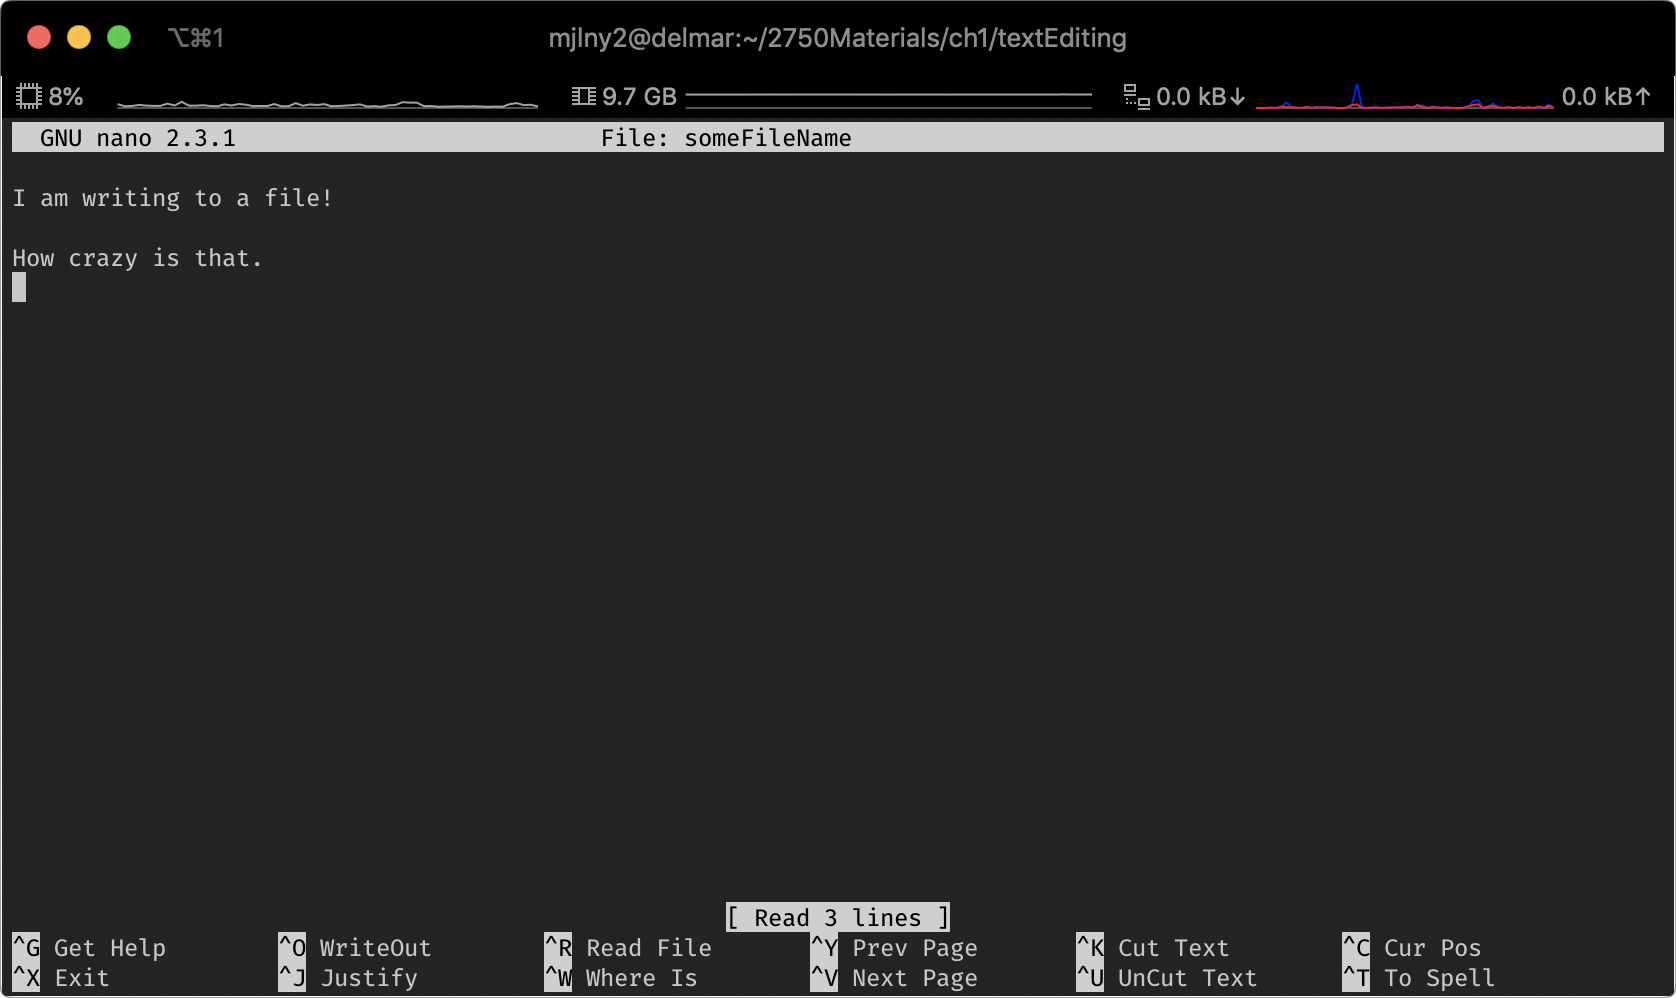 ⌥⌘1 mjlny2@delmar:~/2750Materials/ch1/textEditing
8% 9.7 GB 0.0 kB↓ 0.0 kB↑
GNU nano 2.3.1 File: someFileName
I am writing to a file!
How crazy is that.
[ Read 3 lines ]
^G Get Help ^O WriteOut ^R Read File ^Y Prev Page ^K Cut Text ^C Cur Pos
^X Exit ^J Justify ^W Where Is ^V Next Page ^U UnCut Text ^T To Spell